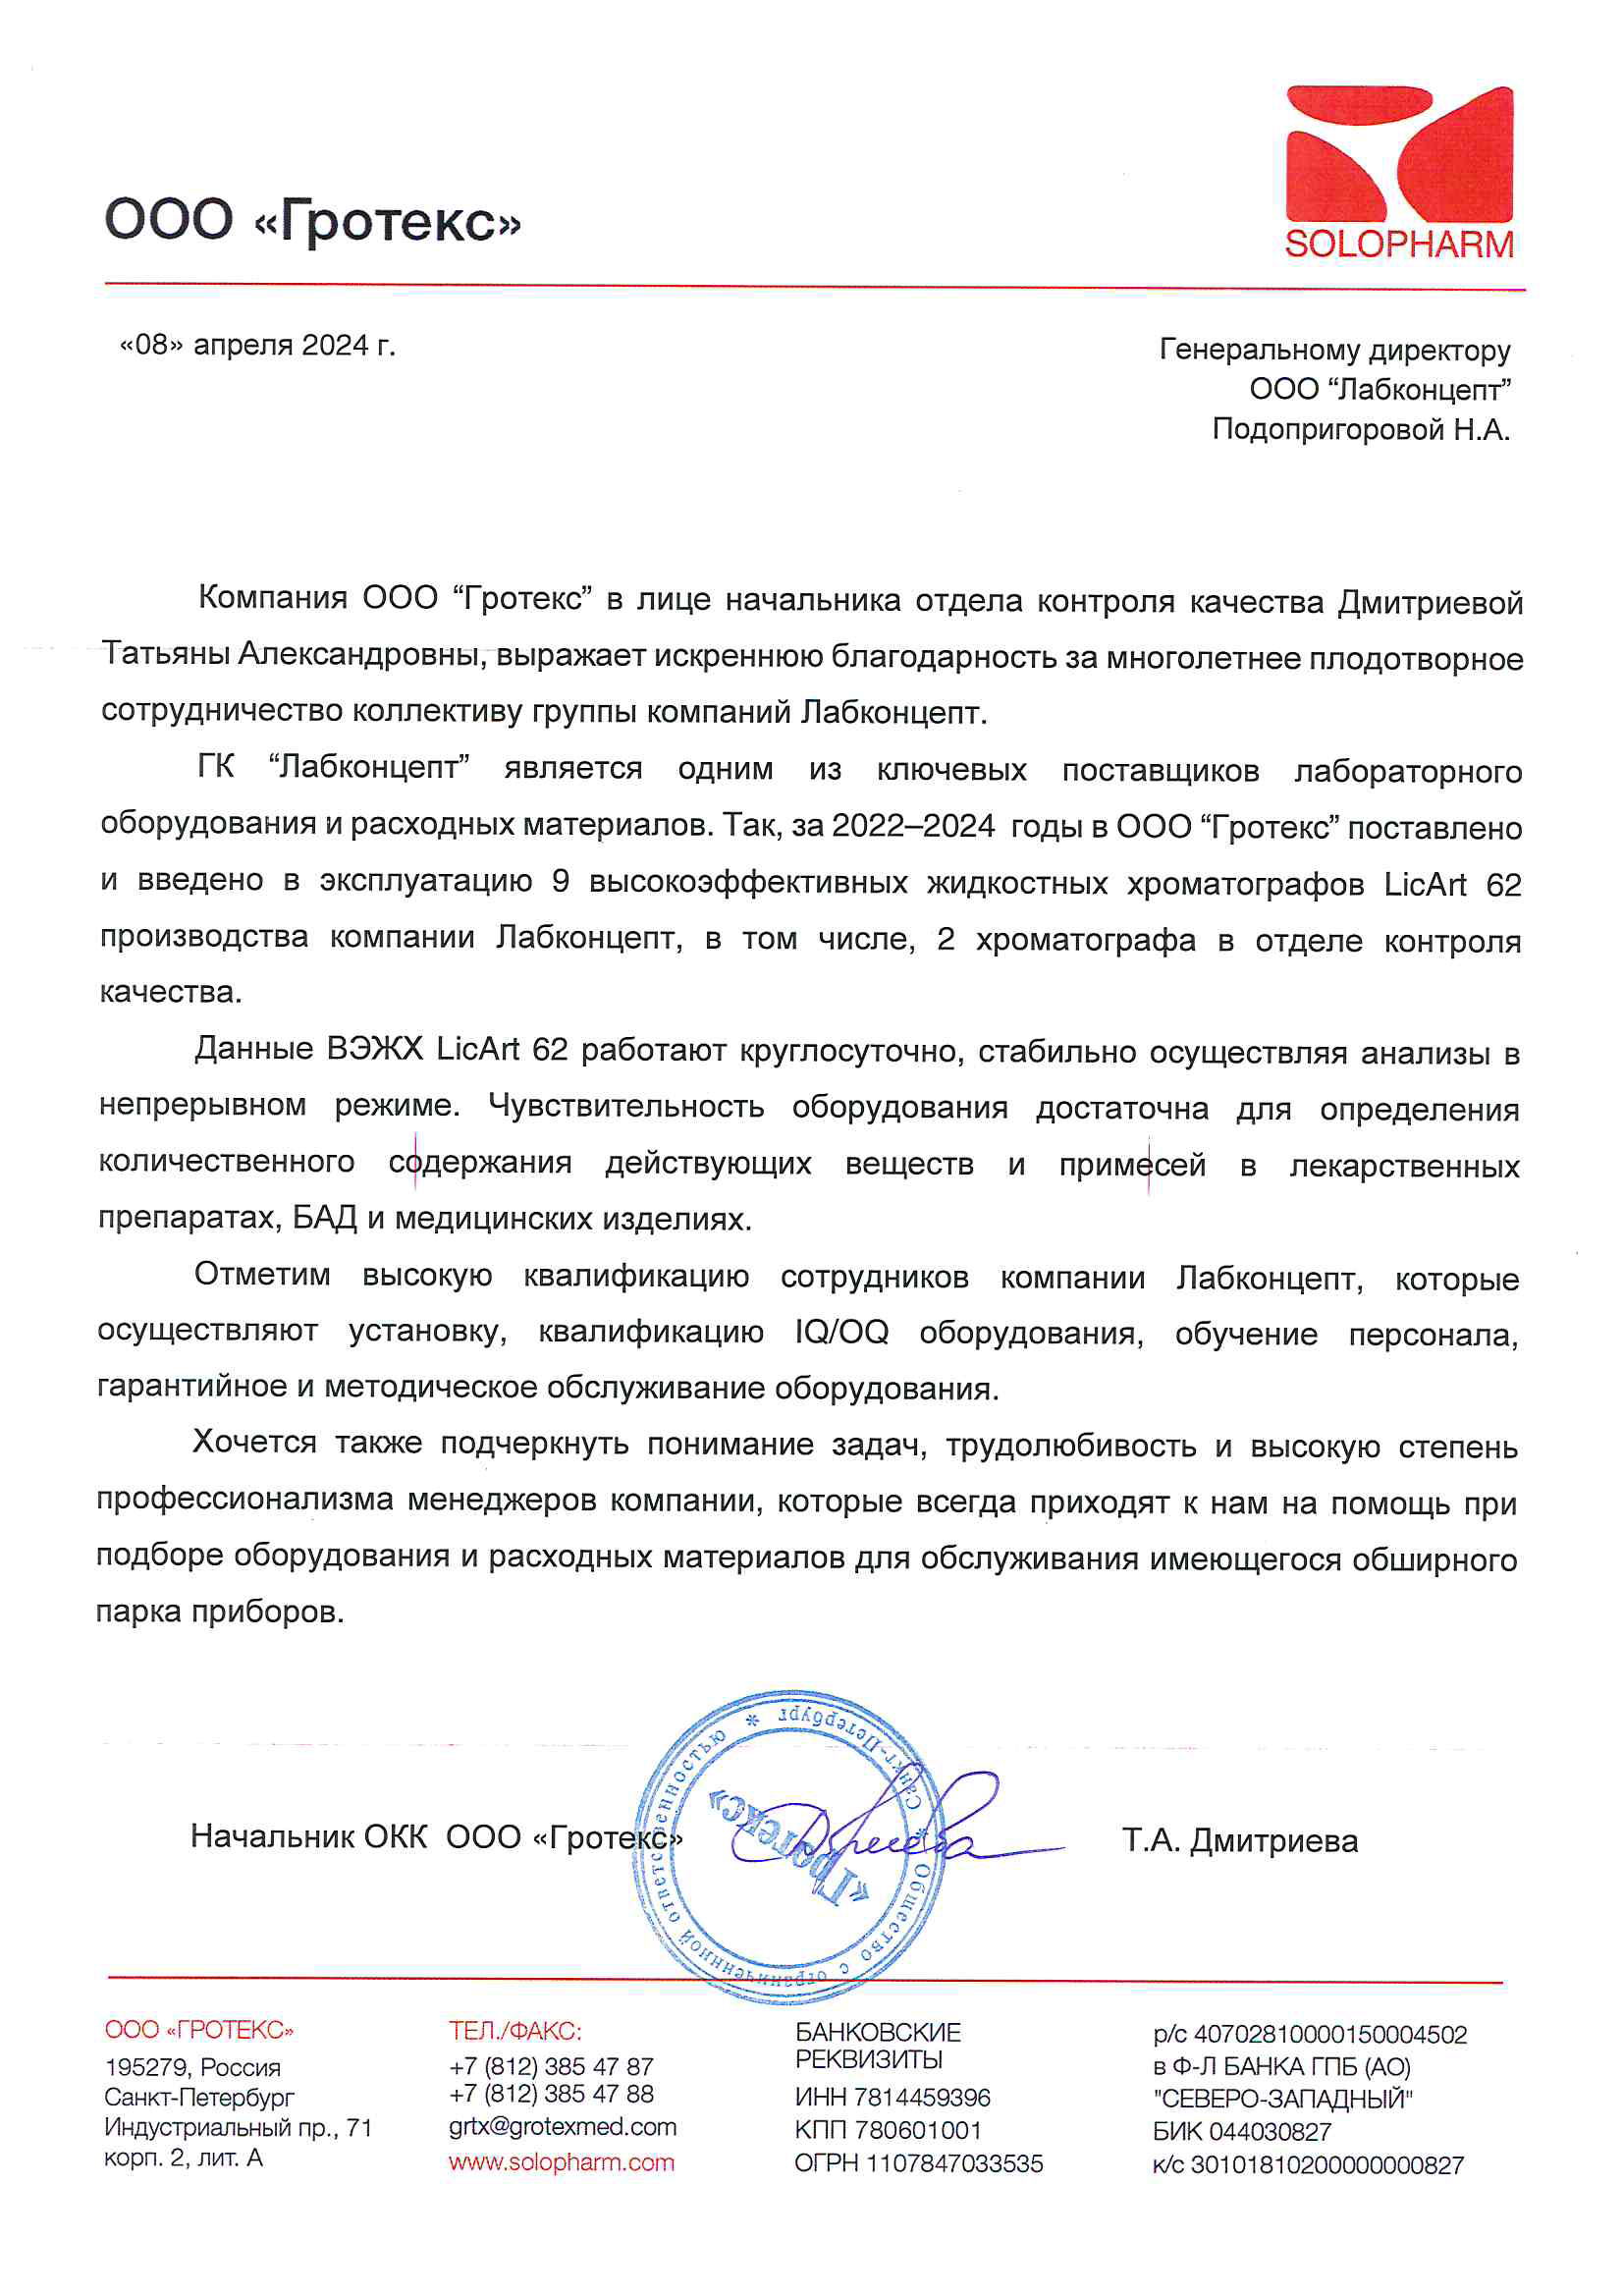 ООО «Гротекс»
SOLOPHARM
«08» апреля 2024 г.
Генеральному директору
ООО “Лабконцепт”
Подопригоровой Н.А.
Компания ООО “Гротекс” в лице начальника отдела контроля качества Дмитриевой
Татьяны Александровны, выражает искреннюю благодарность за многолетнее плодотворное
сотрудничество коллективу группы компаний Лабконцепт.
ГК “Лабконцепт” является одним из ключевых поставщиков лабораторного
оборудования и расходных материалов. Так, за 2022–2024 годы в ООО “Гротекс” поставлено
и введено в эксплуатацию 9 высокоэффективных жидкостных хроматографов LicArt 62
производства компании Лабконцепт, в том числе, 2 хроматографа в отделе контроля
качества.
Данные ВЭЖХ LicArt 62 работают круглосуточно, стабильно осуществляя анализы в
непрерывном режиме. Чувствительность оборудования достаточна для определения
количественного содержания действующих веществ и примесей в лекарственных
препаратах, БАД и медицинских изделиях.
Отметим высокую квалификацию сотрудников компании Лабконцепт, которые
осуществляют установку, квалификацию IQ/OQ оборудования, обучение персонала,
гарантийное и методическое обслуживание оборудования.
Хочется также подчеркнуть понимание задач, трудолюбивость и высокую степень
профессионализма менеджеров компании, которые всегда приходят к нам на помощь при
подборе оборудования и расходных материалов для обслуживания имеющегося обширного
парка приборов.
Начальник ОКК ООО «Гротекс»
Т.А. Дмитриева
Общество с ограниченной ответственностью * Санкт-Петербург *
«Гротекс»
ООО «ГРОТЕКС»
195279, Россия
Санкт-Петербург
Индустриальный пр., 71
корп. 2, лит. А
ТЕЛ./ФАКС:
+7 (812) 385 47 87
+7 (812) 385 47 88
grtx@grotexmed.com
www.solopharm.com
БАНКОВСКИЕ
РЕКВИЗИТЫ
ИНН 7814459396
КПП 780601001
ОГРН 1107847033535
р/с 40702810000150004502
в Ф-Л БАНКА ГПБ (АО)
"СЕВЕРО-ЗАПАДНЫЙ"
БИК 044030827
к/с 30101810200000000827